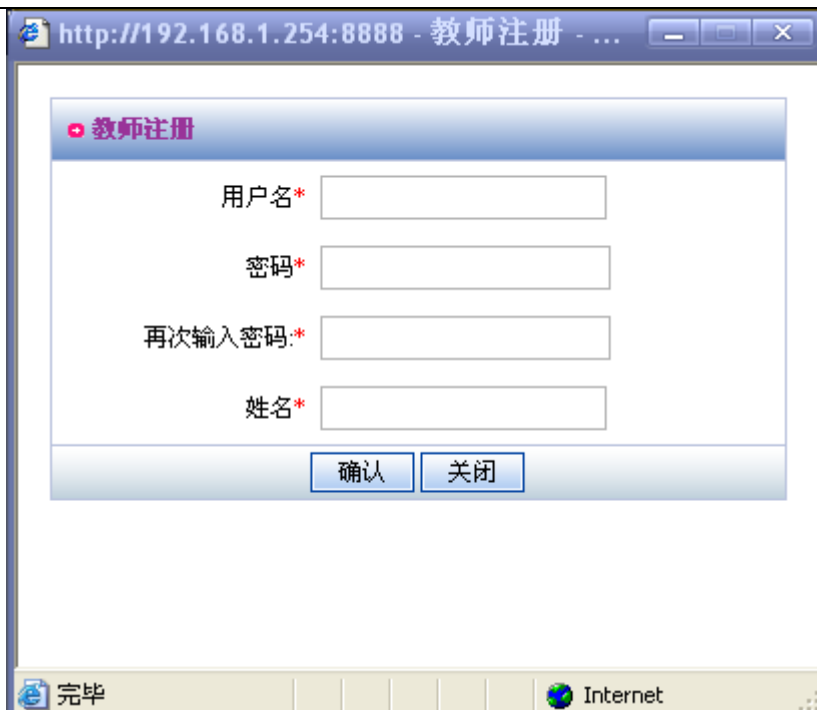 http://192.168.1.254:8888 - 教师注册 - ...
教师注册
用户名*
密码*
再次输入密码:*
姓名*
确认 关闭
完毕 Internet